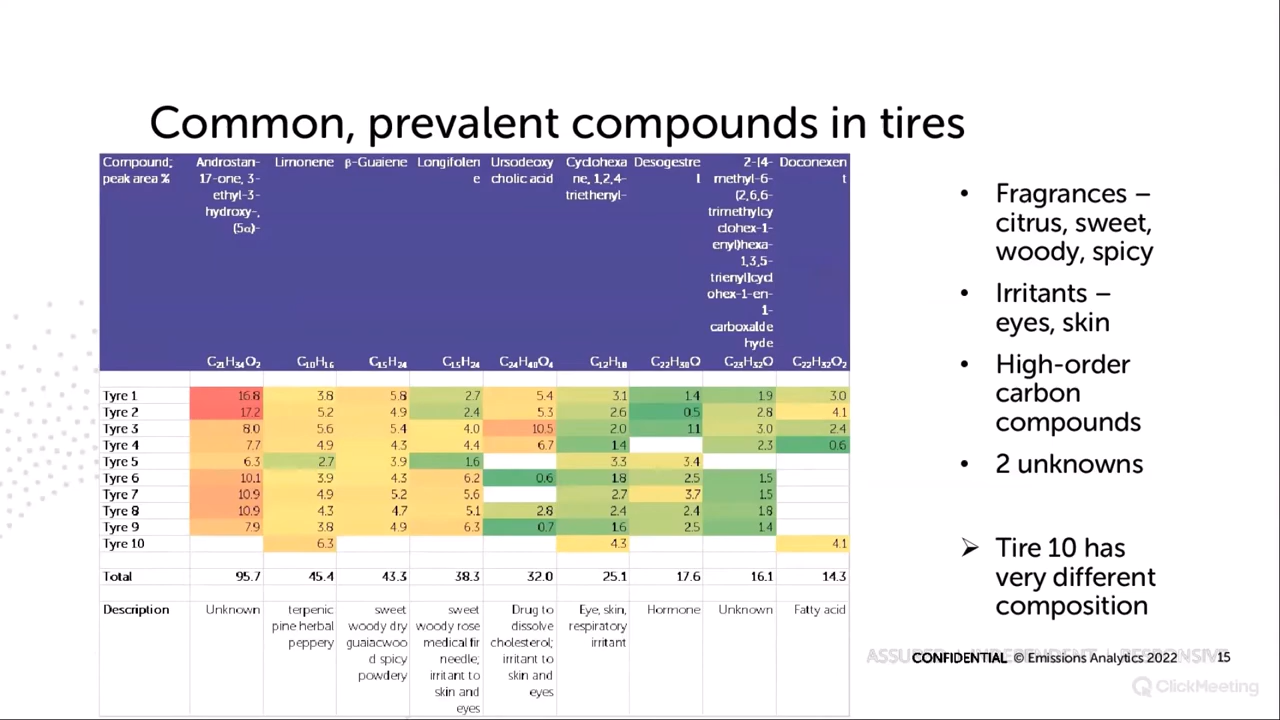 Common, prevalent compounds in tires
Compound; peak area %
Androstan-17-one, 3-ethyl-3-hydroxy-, (5α)-
Limonene
β-Guaiene
Longifolene
Ursodeoxycholic acid
Cyclohexane, 1,2,4-triethenyl-
Desogestrel
2-[4-methyl-6-(2,6,6-trimethylcyclohex-1-enyl)hexa-1,3,5-trienyl]cyclohex-1-en-1-carboxaldehyde
Doconexent
C₂₁H₃₄O₂ C₁₀H₁₆ C₁₅H₂₄ C₁₅H₂₄ C₂₄H₄₀O₄ C₁₂H₁₈ C₂₂H₃₀O C₂₃H₃₂O C₂₂H₃₂O₂
Tyre 1 16.8 3.8 5.8 2.7 5.4 3.1 1.4 1.9 3.0
Tyre 2 17.2 5.2 4.9 2.4 5.3 2.6 0.5 2.8 4.1
Tyre 3 8.0 5.6 5.4 4.0 10.5 2.0 1.1 3.0 2.4
Tyre 4 7.7 4.9 4.3 4.4 6.7 1.4 2.3 0.6
Tyre 5 6.3 2.7 3.9 1.6 3.3 3.4
Tyre 6 10.1 3.9 4.3 6.2 0.6 1.8 2.5 1.5
Tyre 7 10.9 4.9 5.2 5.6 2.7 3.7 1.5
Tyre 8 10.9 4.3 4.7 5.1 2.8 2.4 2.4 1.8
Tyre 9 7.9 3.8 4.9 6.3 0.7 1.6 2.5 1.4
Tyre 10 6.3 4.3 4.1
Total 95.7 45.4 43.3 38.3 32.0 25.1 17.6 16.1 14.3
Description
Unknown
terpenic pine herbal peppery
sweet woody dry guaiacwood spicy powdery
sweet woody rose medical fir needle; irritant to skin and eyes
Drug to dissolve cholesterol; irritant to skin and eyes
Eye, skin, respiratory irritant
Hormone
Unknown
Fatty acid
• Fragrances –
citrus, sweet,
woody, spicy
• Irritants –
eyes, skin
• High-order
carbon
compounds
• 2 unknowns
➢ Tire 10 has
very different
composition
ASSURED | INDEPENDENT | RESPONSIVE
CONFIDENTIAL © Emissions Analytics 2022 15
ClickMeeting